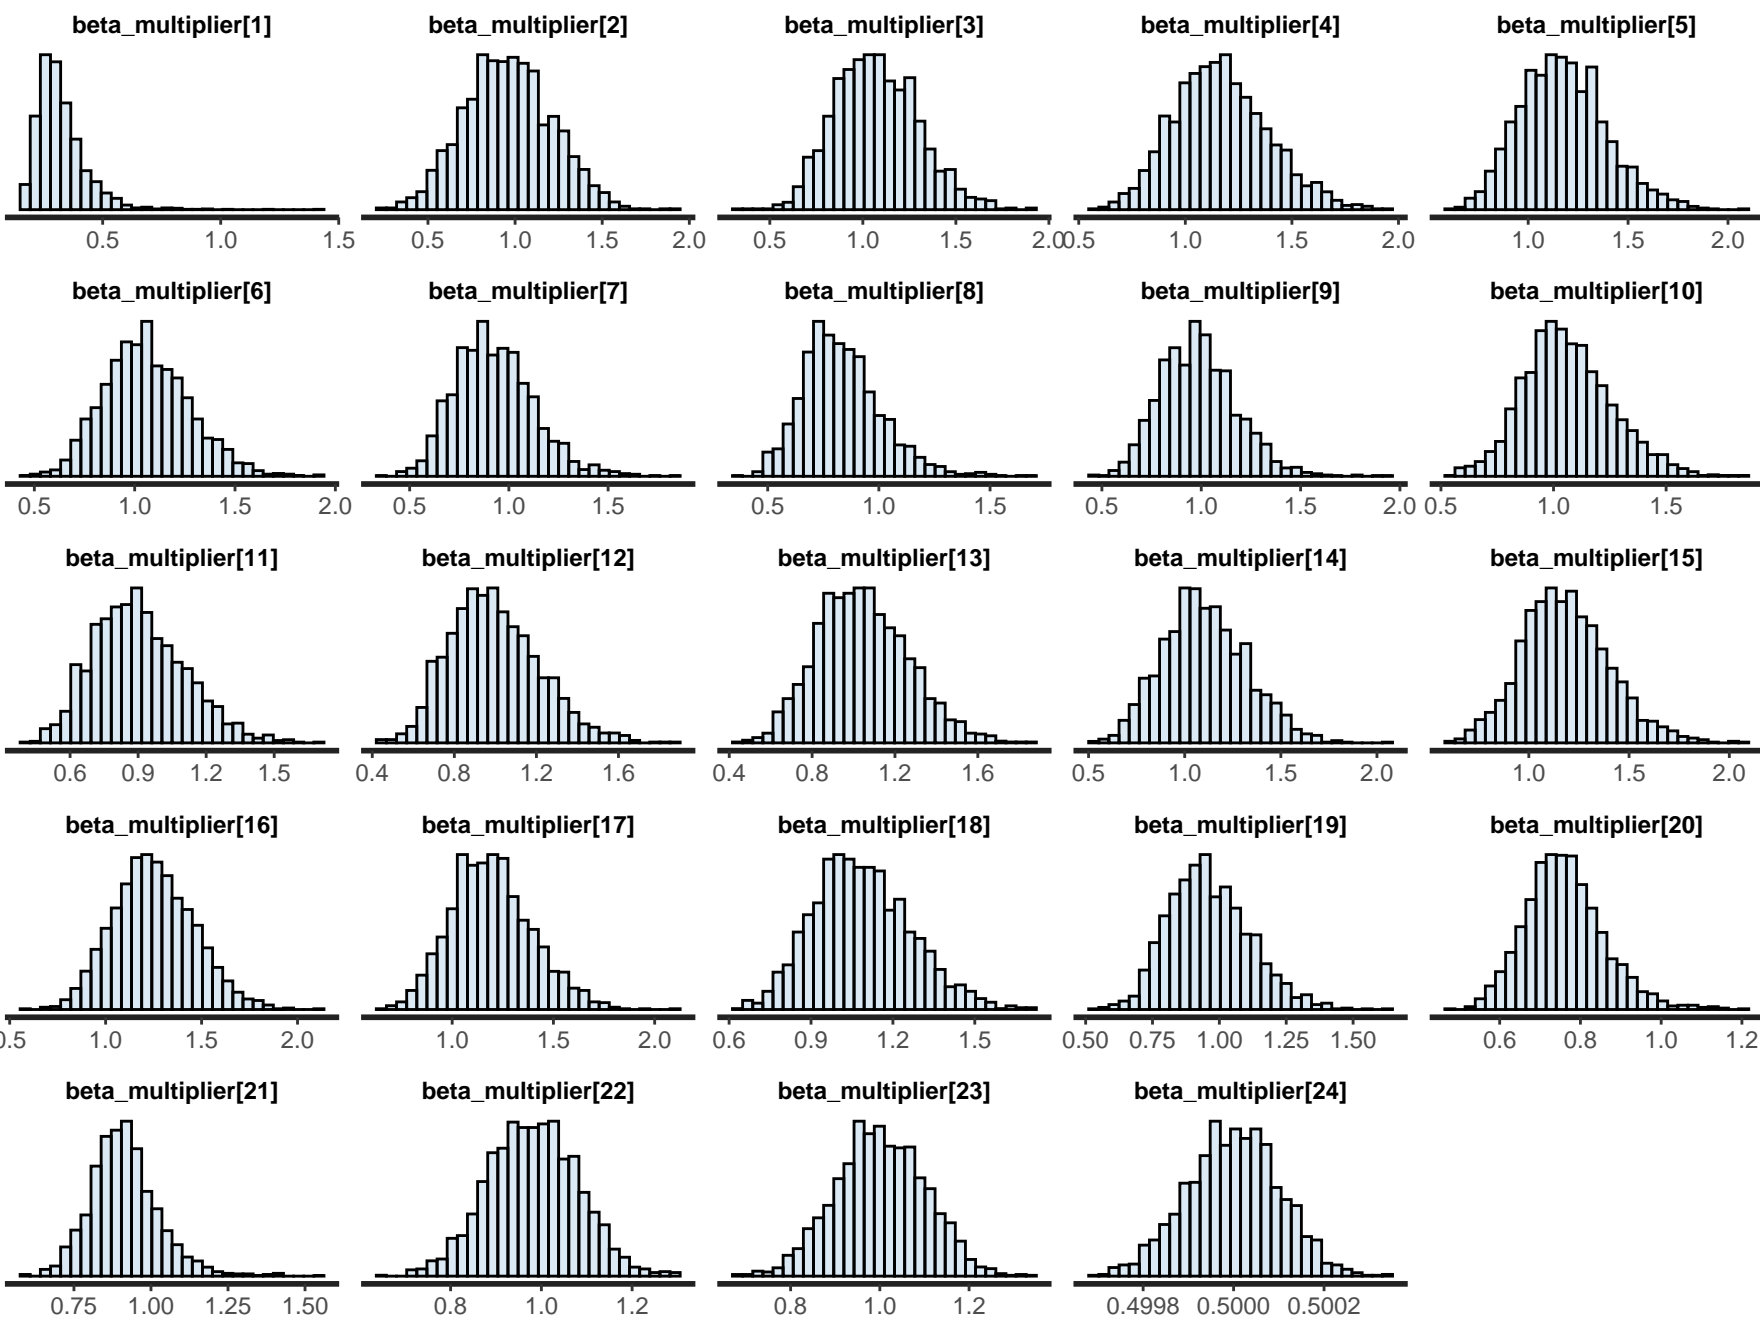 beta_multiplier[1] beta_multiplier[2] beta_multiplier[3] beta_multiplier[4] beta_multiplier[5]
0.5 1.0 1.5 0.5 1.0 1.5 2.0 0.5 1.0 1.5 2.0 0.5 1.0 1.5 2.0 1.0 1.5 2.0
beta_multiplier[6] beta_multiplier[7] beta_multiplier[8] beta_multiplier[9] beta_multiplier[10]
0.5 1.0 1.5 2.0 0.5 1.0 1.5 0.5 1.0 1.5 0.5 1.0 1.5 2.0 0.5 1.0 1.5
beta_multiplier[11] beta_multiplier[12] beta_multiplier[13] beta_multiplier[14] beta_multiplier[15]
0.6 0.9 1.2 1.5 0.4 0.8 1.2 1.6 0.4 0.8 1.2 1.6 0.5 1.0 1.5 2.0 1.0 1.5 2.0
beta_multiplier[16] beta_multiplier[17] beta_multiplier[18] beta_multiplier[19] beta_multiplier[20]
0.5 1.0 1.5 2.0 1.0 1.5 2.0 0.6 0.9 1.2 1.5 0.50 0.75 1.00 1.25 1.50 0.6 0.8 1.0 1.2
beta_multiplier[21] beta_multiplier[22] beta_multiplier[23] beta_multiplier[24]
0.75 1.00 1.25 1.50 0.8 1.0 1.2 0.8 1.0 1.2 0.4998 0.5000 0.5002